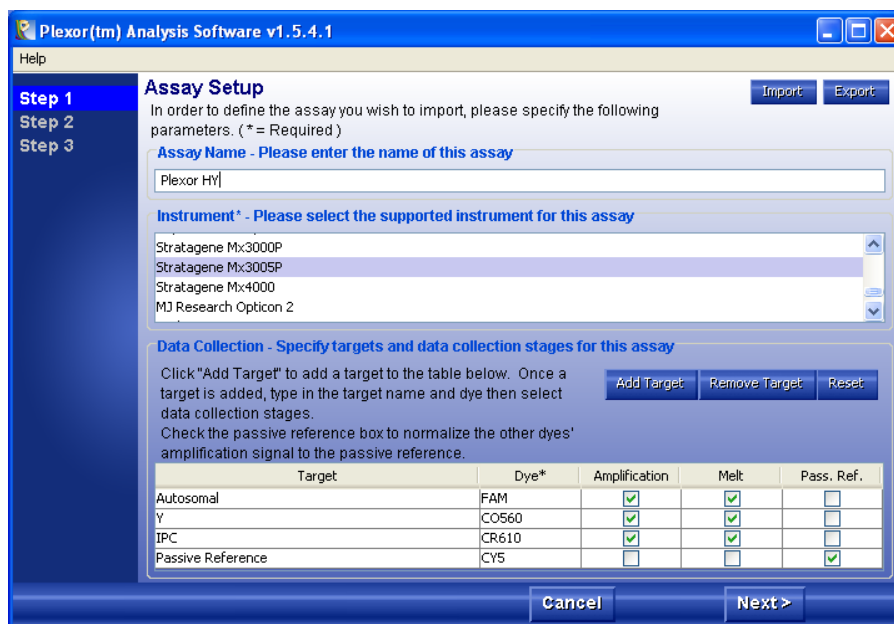 Plexor(tm) Analysis Software v1.5.4.1
Help
Step 1
Step 2
Step 3
Assay Setup
Import
Export
In order to define the assay you wish to import, please specify the following
parameters. ( * = Required )
Assay Name - Please enter the name of this assay
Plexor HY
Instrument* - Please select the supported instrument for this assay
Stratagene Mx3000P
Stratagene Mx3005P
Stratagene Mx4000
MJ Research Opticon 2
Data Collection - Specify targets and data collection stages for this assay
Click "Add Target" to add a target to the table below. Once a
target is added, type in the target name and dye then select
data collection stages.
Check the passive reference box to normalize the other dyes'
amplification signal to the passive reference.
Add Target
Remove Target
Reset
Target Dye* Amplification Melt Pass. Ref.
Autosomal FAM
Y CO560
IPC CR610
Passive Reference CY5
Cancel
Next >